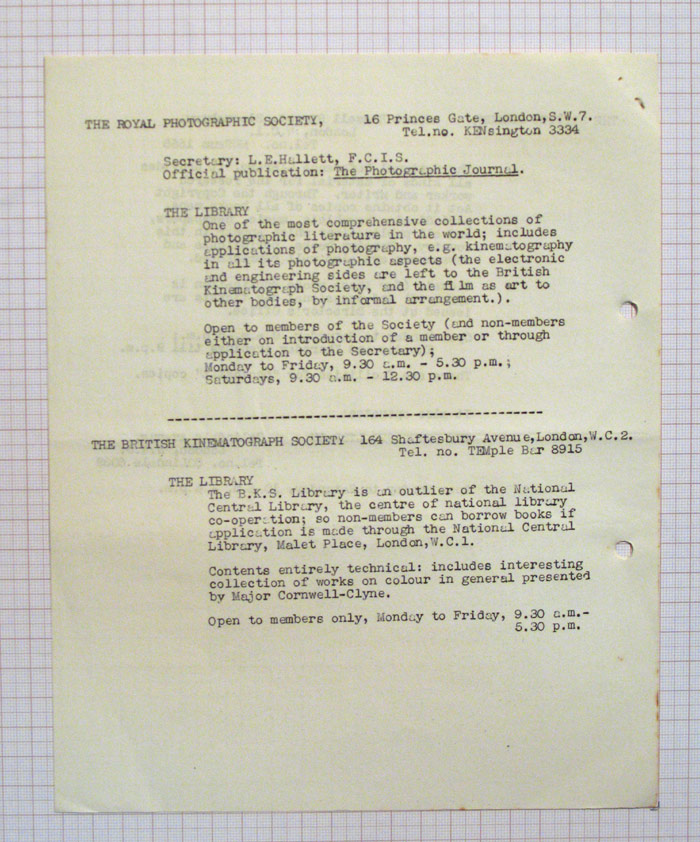 THE ROYAL PHOTOGRAPHIC SOCIETY, 16 Princes Gate, London,S.W.7.
Tel.no. KENsington 3334
Secretary: L.E.Hallett, F.C.I.S.
Official publication: The Photographic Journal.
THE LIBRARY
One of the most comprehensive collections of
photographic literature in the world; includes
applications of photography, e.g. kinematography
in all its photographic aspects (the electronic
and engineering sides are left to the British
Kinematograph Society, and the film as art to
other bodies, by informal arrangement.).
Open to members of the Society (and non-members
either on introduction of a member or through
application to the Secretary);
Monday to Friday, 9.30 a.m. - 5.30 p.m.;
Saturdays, 9.30 a.m. - 12.30 p.m.
THE BRITISH KINEMATOGRAPH SOCIETY 164 Shaftesbury Avenue,London,W.C.2.
Tel. no. TEMple Bar 8915
THE LIBRARY
The B.K.S. Library is an outlier of the National
Central Library, the centre of national library
co-operation; so non-members can borrow books if
application is made through the National Central
Library, Malet Place, London,W.C.1.
Contents entirely technical: includes interesting
collection of works on colour in general presented
by Major Cornwell-Clyne.
Open to members only, Monday to Friday, 9.30 a.m.-
5.30 p.m.